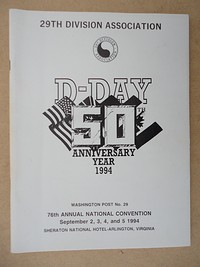 29TH DIVISION ASSOCIATION
D-DAY
TH
50
ANNIVERSARY
YEAR
1994
WASHINGTON POST No. 29
76th ANNUAL NATIONAL CONVENTION
September 2, 3, 4, and 5 1994
SHERATON NATIONAL HOTEL-ARLINGTON, VIRGINIA